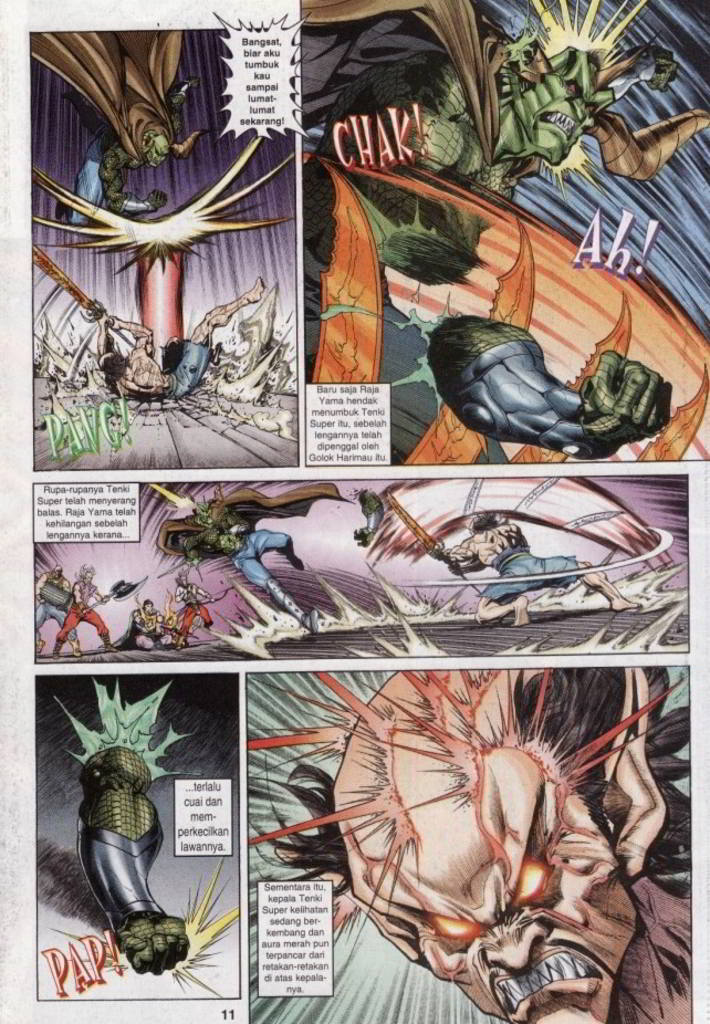 Bangsat,
biar aku
tumbuk
kau
sampai
lumat-
lumat
sekarang!
PANG!
CHAK!
Ah!
Baru saja Raja
Yama hendak
menumbuk Tenki
Super itu, sebelah
lengannya telah
dipenggal oleh
Golok Harimau itu.
Rupa-rupanya Tenki
Super telah menyerang
balas. Raja Yama telah
kehilangan sebelah
lengannya kerana...
...terlalu
cuai dan
mem-
perkecilkan
lawannya.
PAP!
Sementara itu,
kepala Tenki
Super kelihatan
sedang ber-
kembang dan
aura merah pun
terpancar dari
retakan-retakan
di atas kepala-
nya.
11